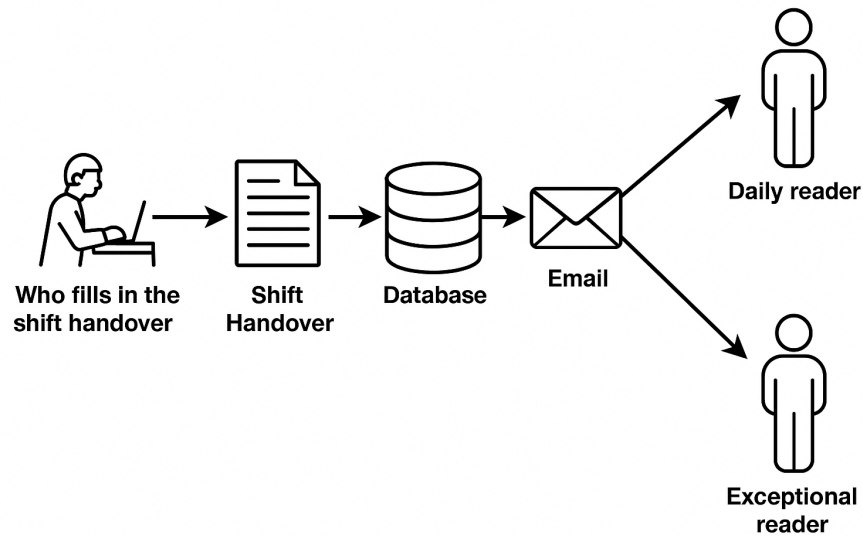 Who fills in the
shift handover
Shift
Handover
Database
Email
Daily reader
Exceptional
reader